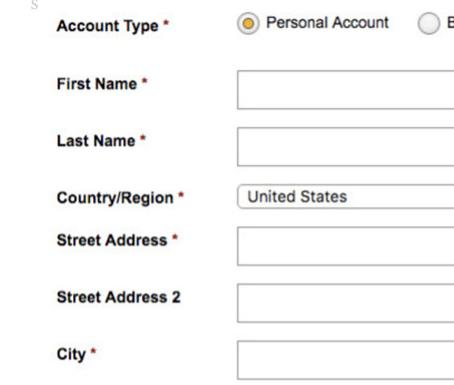 S
Account Type * Personal Account
First Name *
Last Name *
Country/Region * United States
Street Address *
Street Address 2
City *